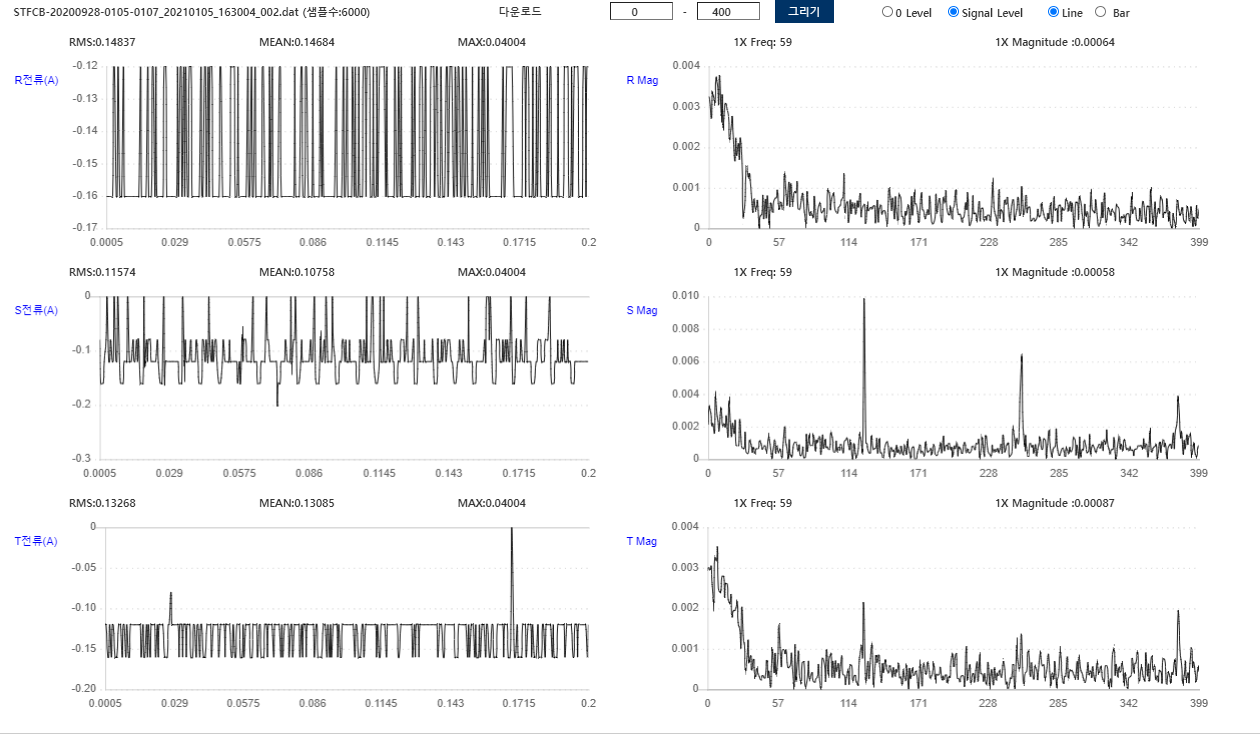 STFCB-20200928-0105-0107_20210105_163004_002.dat (샘플수:6000) 다운로드 0 - 400 그리기 0 Level Signal Level Line Bar
RMS:0.14837 MEAN:0.14684 MAX:0.04004 1X Freq: 59 1X Magnitude :0.00064
R전류(A)
-0.12
-0.13
-0.14
-0.15
-0.16
-0.17
0.0005 0.029 0.0575 0.086 0.1145 0.143 0.1715 0.2
R Mag
0.004
0.003
0.002
0.001
0
0 57 114 171 228 285 342 399
RMS:0.11574 MEAN:0.10758 MAX:0.04004 1X Freq: 59 1X Magnitude :0.00058
S전류(A)
0
-0.1
-0.2
-0.3
0.0005 0.029 0.0575 0.086 0.1145 0.143 0.1715 0.2
S Mag
0.010
0.008
0.006
0.004
0.002
0
0 57 114 171 228 285 342 399
RMS:0.13268 MEAN:0.13085 MAX:0.04004 1X Freq: 59 1X Magnitude :0.00087
T전류(A)
0
-0.05
-0.10
-0.15
-0.20
0.0005 0.029 0.0575 0.086 0.1145 0.143 0.1715 0.2
T Mag
0.004
0.003
0.002
0.001
0
0 57 114 171 228 285 342 399